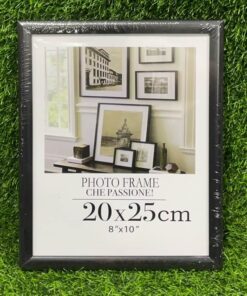 PHOTO FRAME
CHE PASSIONE!
20x25cm
8"x10"